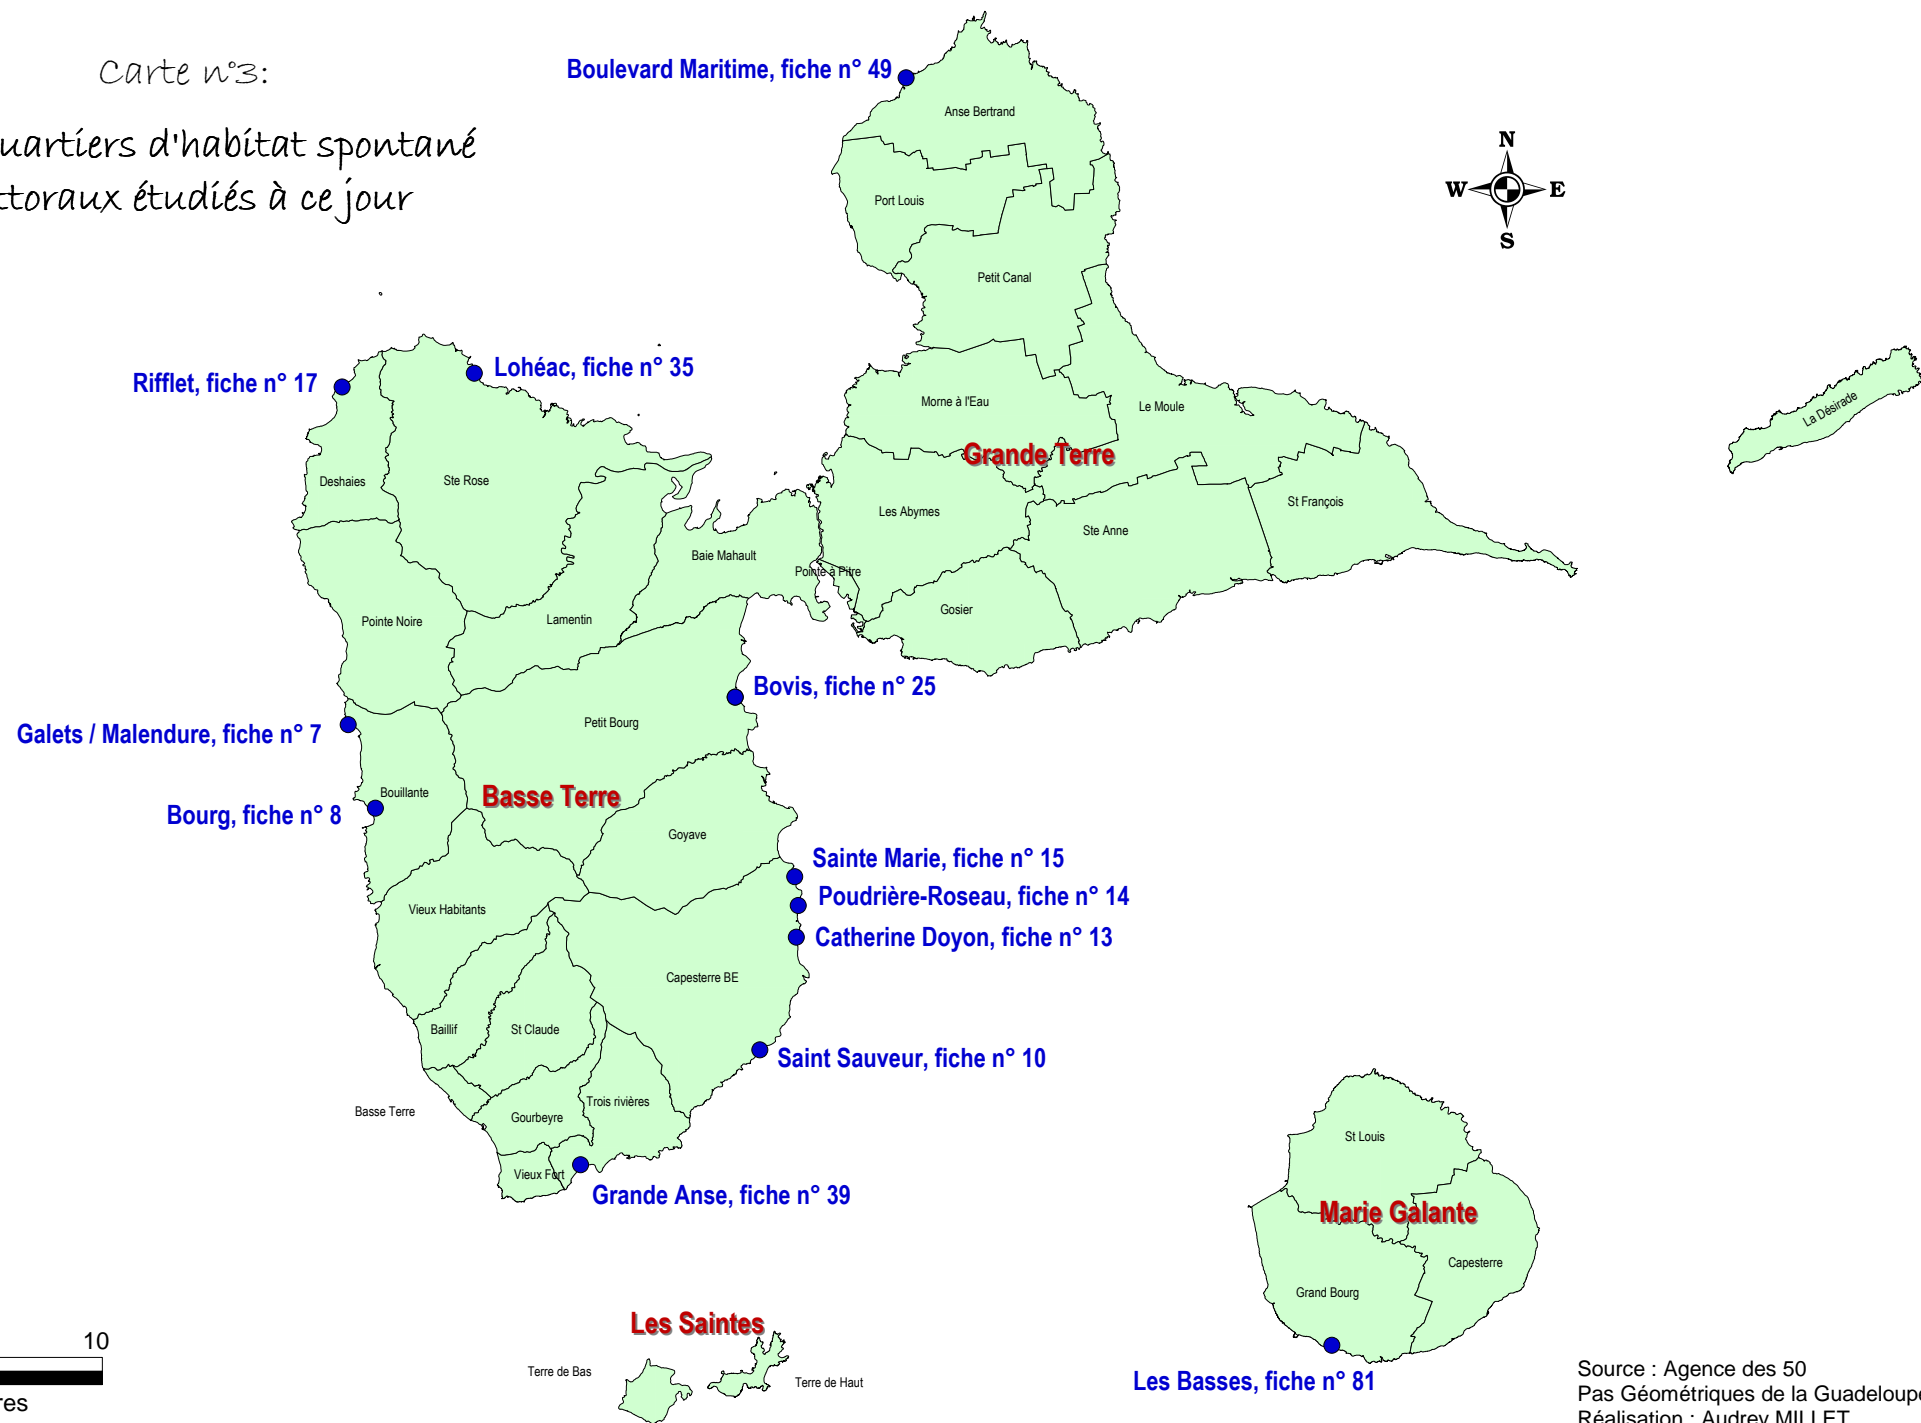 Carte n°3:
uartiers d'habitat spontané
ttoraux étudiés à ce jour
Boulevard Maritime, fiche n° 49
Anse Bertrand
N
W E
S
Port Louis
Petit Canal
Rifflet, fiche n° 17
Lohéac, fiche n° 35
Morne à l'Eau
Le Moule
La Désirade
Grande Terre
Deshaies
Ste Rose
Les Abymes
St François
Ste Anne
Baie Mahault
Pointe à Pitre
Gosier
Pointe Noire
Lamentin
Bovis, fiche n° 25
Petit Bourg
Galets / Malendure, fiche n° 7
Bouillante
Basse Terre
Bourg, fiche n° 8
Goyave
Sainte Marie, fiche n° 15
Poudrière-Roseau, fiche n° 14
Vieux Habitants
Catherine Doyon, fiche n° 13
Capesterre BE
Baillif
St Claude
Saint Sauveur, fiche n° 10
Basse Terre
Gourbeyre
Trois rivières
St Louis
Vieux Fort
Grande Anse, fiche n° 39
Marie Galante
Capesterre
Grand Bourg
Les Saintes
10
res
Terre de Bas
Terre de Haut
Les Basses, fiche n° 81
Source : Agence des 50
Pas Géométriques de la Guadeloupe
Réalisation : Audrey MILLET